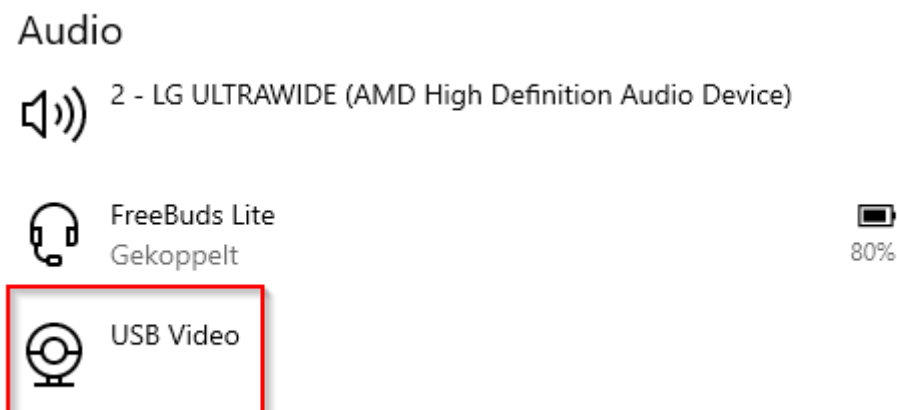 Audio
2 - LG ULTRAWIDE (AMD High Definition Audio Device)
FreeBuds Lite
Gekoppelt
80%
USB Video